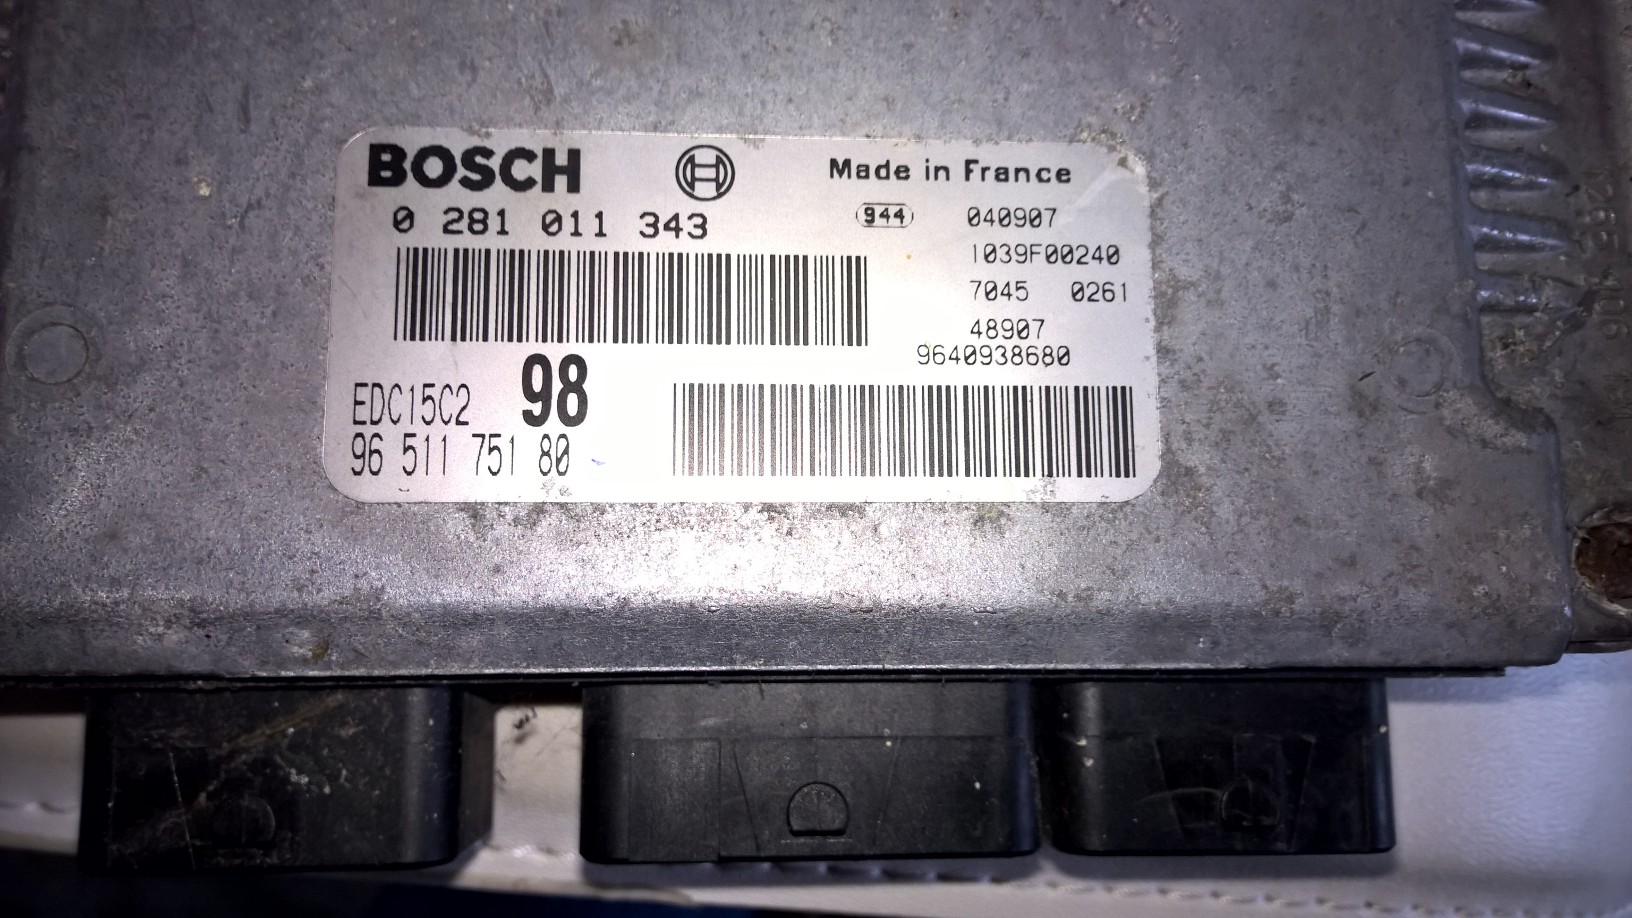 BOSCH
Made in France
0 281 011 343
944
040907
1039F00240
7045 0261
48907
9640938680
EDC15C2
98
96 511 751 80